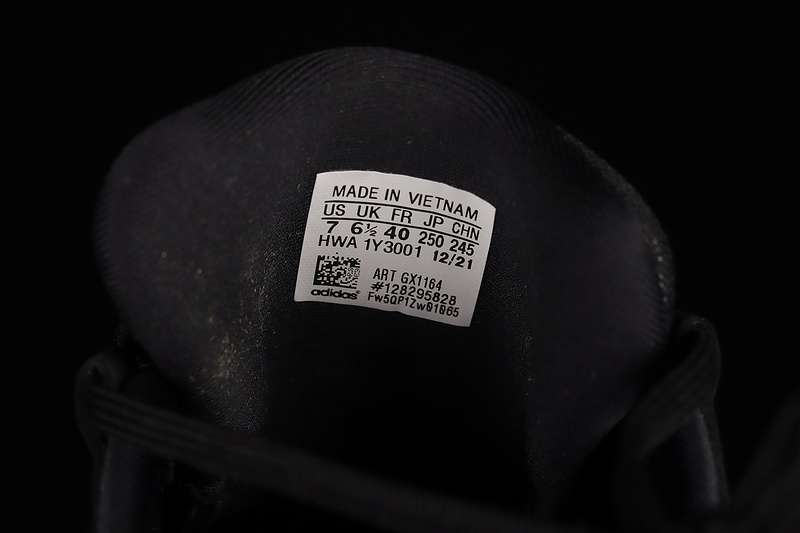 MADE IN VIETNAM
US UK FR JP CHN
7 6½ 40 250 245
HWA 1Y3001 12/21
ART GX1164
#128295828
adidas®
Fw5QP1Zw01065